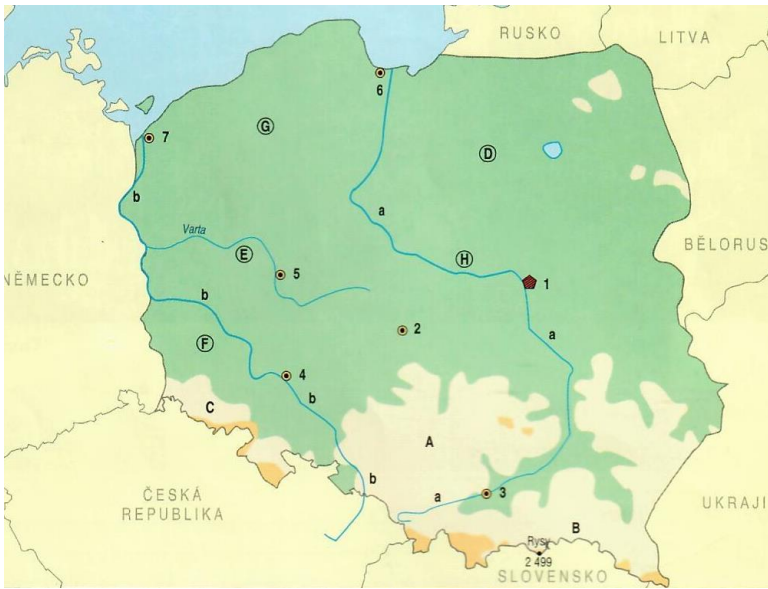 RUSKO
LITVA
6
G
7
D
b
a
Varta
BĚLORUS
E
H
5
NĚMECKO
1
b
2
a
F
4
b
C
A
b
a
3
ČESKÁ
REPUBLIKA
UKRAJI
B
Rysy
2 499
SLOVENSKO